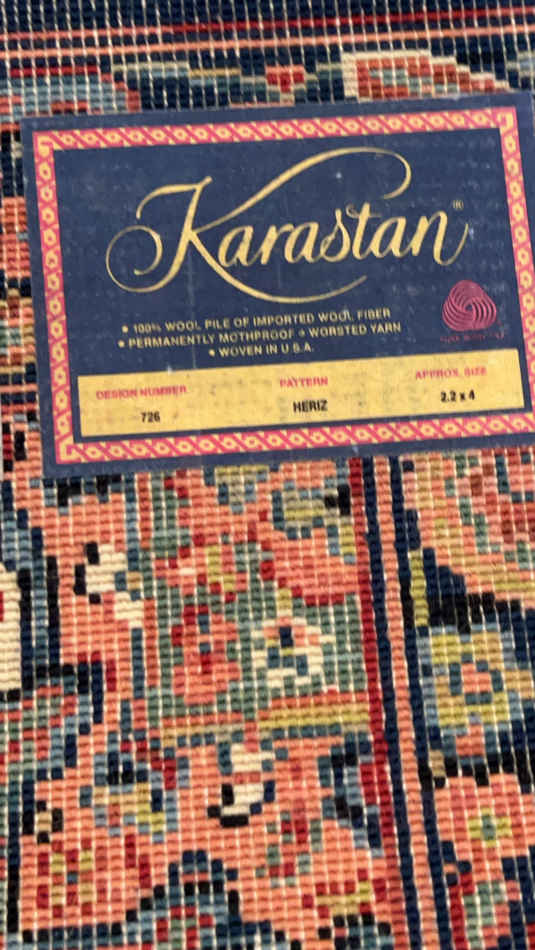 Karastan®
• 100% WOOL PILE OF IMPORTED WOOL FIBER
• PERMANENTLY MOTHPROOF • WORSTED YARN
• WOVEN IN U.S.A.
DESIGN NUMBER PATTERN APPROX. SIZE
726 HERIZ 2.2 x 4